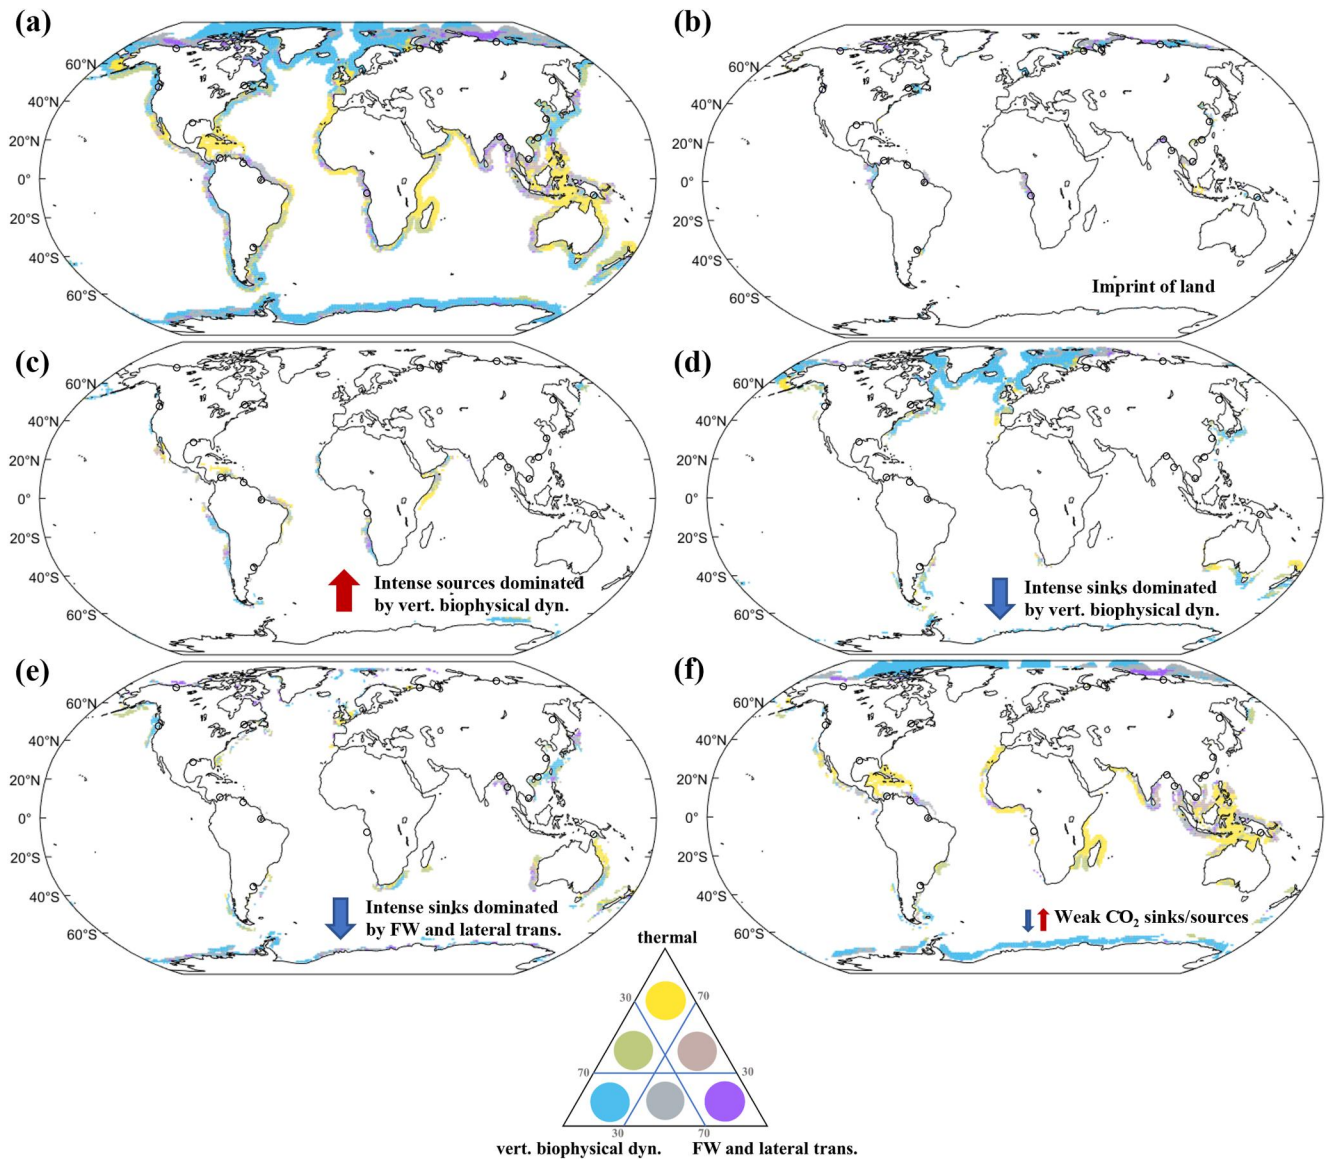 (a)
60°N
40°N
20°N
0°
20°S
40°S
60°S
(b)
60°N
40°N
20°N
0°
20°S
40°S
60°S
Imprint of land
(c)
60°N
40°N
20°N
0°
20°S
40°S
60°S
Intense sources dominated
by vert. biophysical dyn.
(d)
60°N
40°N
20°N
0°
20°S
40°S
60°S
Intense sinks dominated
by vert. biophysical dyn.
(e)
60°N
40°N
20°N
0°
20°S
40°S
60°S
Intense sinks dominated
by FW and lateral trans.
(f)
60°N
40°N
20°N
0°
20°S
40°S
60°S
Weak CO₂ sinks/sources
thermal
30 70
70 30
30 70
vert. biophysical dyn. FW and lateral trans.